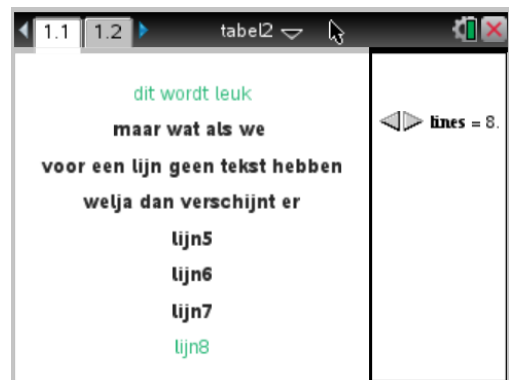 1.1 1.2 tabel2
dit wordt leuk
maar wat als we
voor een lijn geen tekst hebben
welja dan verschijnt er
lijn5
lijn6
lijn7
lijn8
lines = 8.